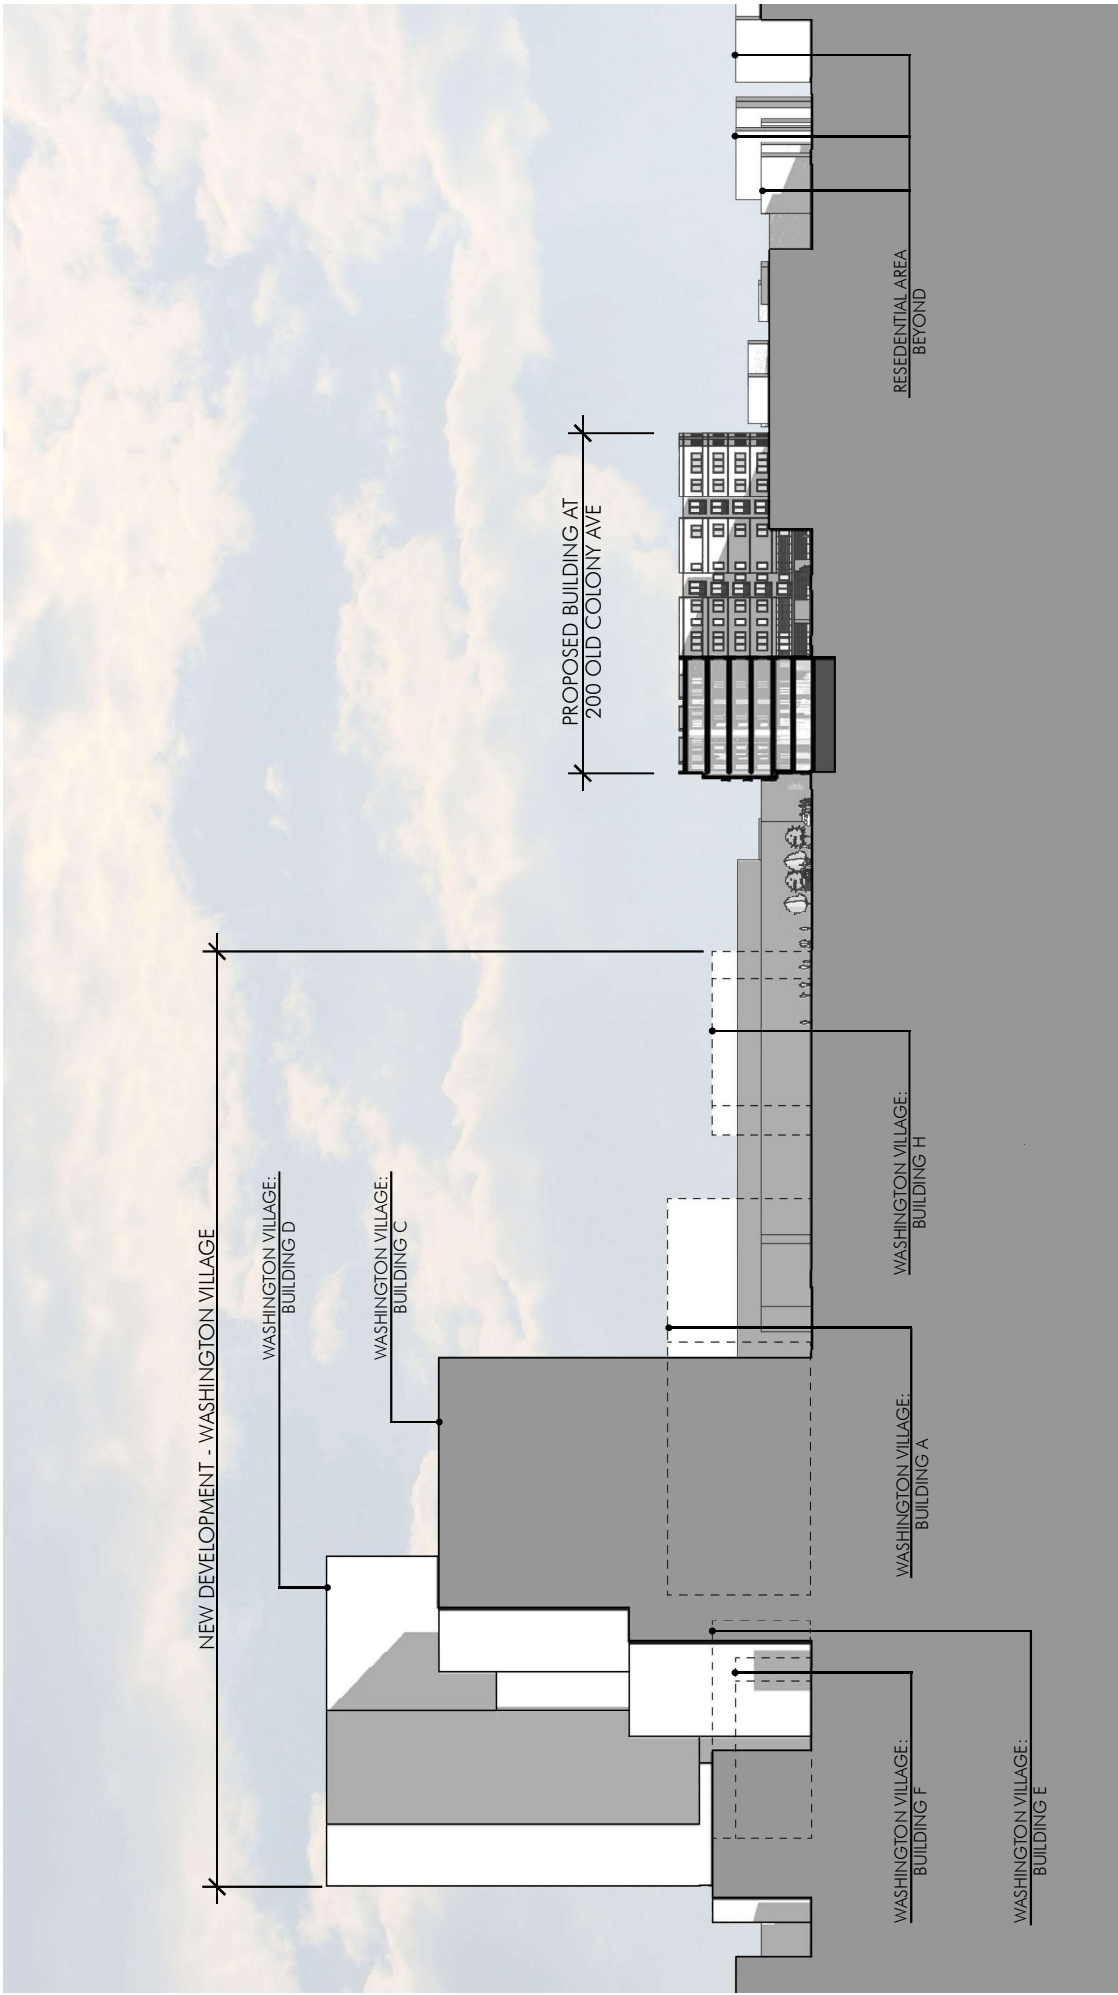 NEW DEVELOPMENT - WASHINGTON VILLAGE
WASHINGTON VILLAGE:
BUILDING D
WASHINGTON VILLAGE:
BUILDING C
PROPOSED BUILDING AT
200 OLD COLONY AVE
WASHINGTON VILLAGE:
BUILDING F
WASHINGTON VILLAGE:
BUILDING A
WASHINGTON VILLAGE:
BUILDING H
RESEDENTIAL AREA
BEYOND
WASHINGTON VILLAGE:
BUILDING E